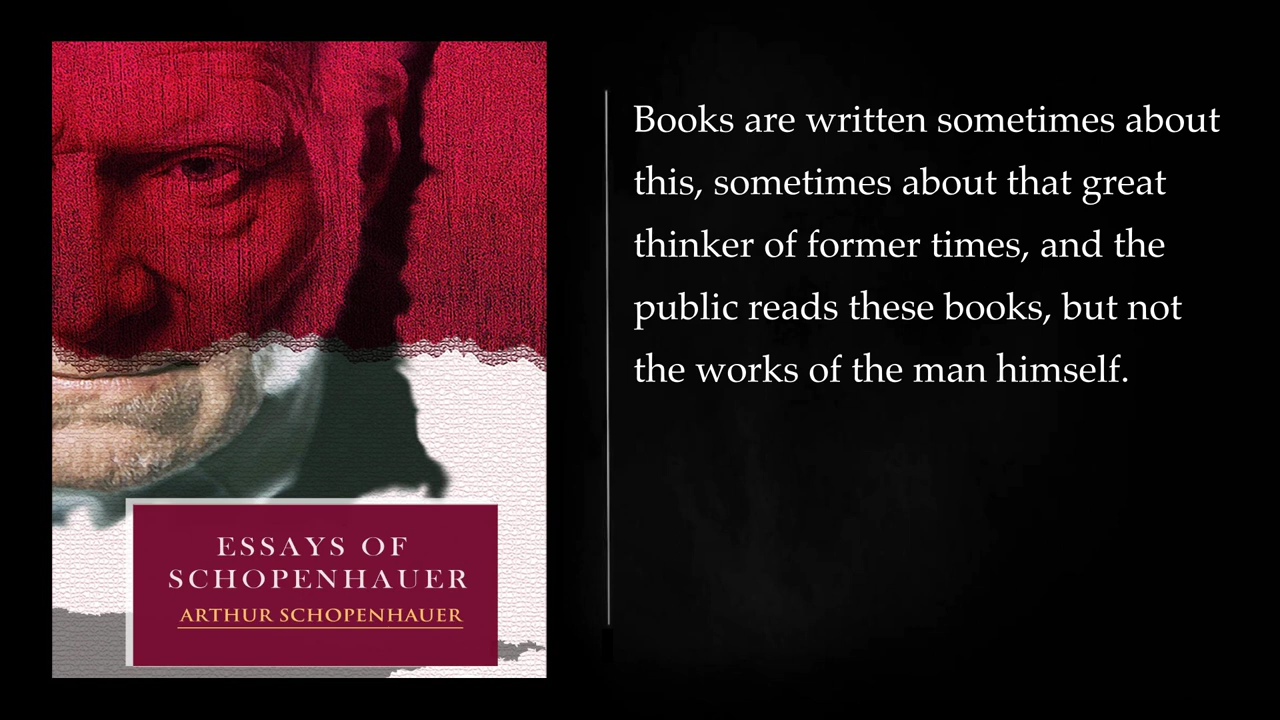 ESSAYS OF
SCHOPENHAUER
ARTHUR SCHOPENHAUER
Books are written sometimes about
this, sometimes about that great
thinker of former times, and the
public reads these books, but not
the works of the man himself.